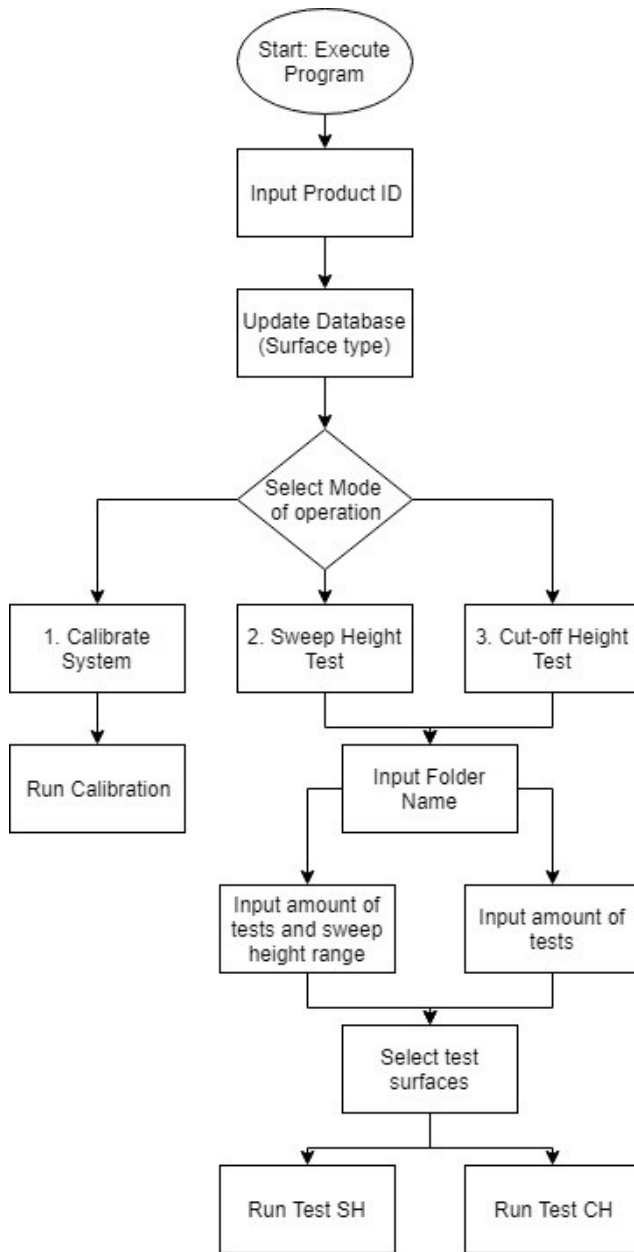 Start: Execute
Program
Input Product ID
Update Database
(Surface type)
Select Mode
of operation
1. Calibrate
System
2. Sweep Height
Test
3. Cut-off Height
Test
Run Calibration
Input Folder
Name
Input amount of
tests and sweep
height range
Input amount of
tests
Select test
surfaces
Run Test SH
Run Test CH